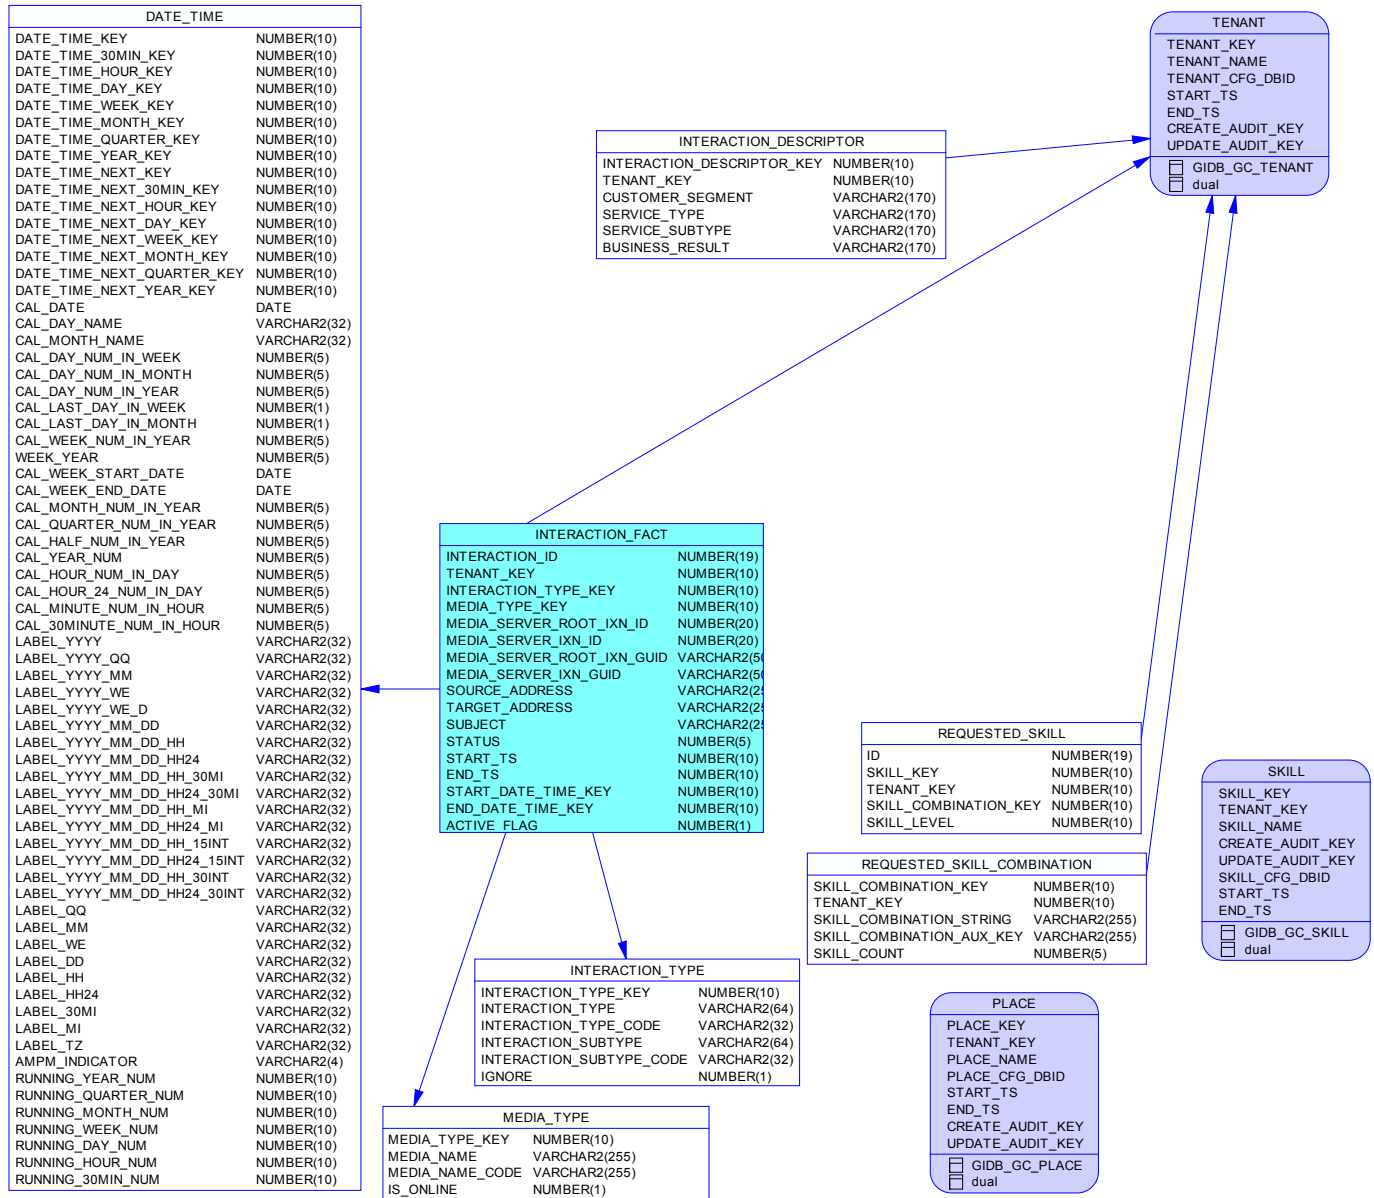 DATE_TIME
DATE_TIME_KEY NUMBER(10)
DATE_TIME_30MIN_KEY NUMBER(10)
DATE_TIME_HOUR_KEY NUMBER(10)
DATE_TIME_DAY_KEY NUMBER(10)
DATE_TIME_WEEK_KEY NUMBER(10)
DATE_TIME_MONTH_KEY NUMBER(10)
DATE_TIME_QUARTER_KEY NUMBER(10)
DATE_TIME_YEAR_KEY NUMBER(10)
DATE_TIME_NEXT_KEY NUMBER(10)
DATE_TIME_NEXT_30MIN_KEY NUMBER(10)
DATE_TIME_NEXT_HOUR_KEY NUMBER(10)
DATE_TIME_NEXT_DAY_KEY NUMBER(10)
DATE_TIME_NEXT_WEEK_KEY NUMBER(10)
DATE_TIME_NEXT_MONTH_KEY NUMBER(10)
DATE_TIME_NEXT_QUARTER_KEY NUMBER(10)
DATE_TIME_NEXT_YEAR_KEY NUMBER(10)
CAL_DATE DATE
CAL_DAY_NAME VARCHAR2(32)
CAL_MONTH_NAME VARCHAR2(32)
CAL_DAY_NUM_IN_WEEK NUMBER(5)
CAL_DAY_NUM_IN_MONTH NUMBER(5)
CAL_DAY_NUM_IN_YEAR NUMBER(5)
CAL_LAST_DAY_IN_WEEK NUMBER(1)
CAL_LAST_DAY_IN_MONTH NUMBER(1)
CAL_WEEK_NUM_IN_YEAR NUMBER(5)
WEEK_YEAR NUMBER(5)
CAL_WEEK_START_DATE DATE
CAL_WEEK_END_DATE DATE
CAL_MONTH_NUM_IN_YEAR NUMBER(5)
CAL_QUARTER_NUM_IN_YEAR NUMBER(5)
CAL_HALF_NUM_IN_YEAR NUMBER(5)
CAL_YEAR_NUM NUMBER(5)
CAL_HOUR_NUM_IN_DAY NUMBER(5)
CAL_HOUR_24_NUM_IN_DAY NUMBER(5)
CAL_MINUTE_NUM_IN_HOUR NUMBER(5)
CAL_30MINUTE_NUM_IN_HOUR NUMBER(5)
LABEL_YYYY VARCHAR2(32)
LABEL_YYYY_QQ VARCHAR2(32)
LABEL_YYYY_MM VARCHAR2(32)
LABEL_YYYY_WE VARCHAR2(32)
LABEL_YYYY_WE_D VARCHAR2(32)
LABEL_YYYY_MM_DD VARCHAR2(32)
LABEL_YYYY_MM_DD_HH VARCHAR2(32)
LABEL_YYYY_MM_DD_HH24 VARCHAR2(32)
LABEL_YYYY_MM_DD_HH_30MI VARCHAR2(32)
LABEL_YYYY_MM_DD_HH24_30MI VARCHAR2(32)
LABEL_YYYY_MM_DD_HH_MI VARCHAR2(32)
LABEL_YYYY_MM_DD_HH24_MI VARCHAR2(32)
LABEL_YYYY_MM_DD_HH_15INT VARCHAR2(32)
LABEL_YYYY_MM_DD_HH24_15INT VARCHAR2(32)
LABEL_YYYY_MM_DD_HH_30INT VARCHAR2(32)
LABEL_YYYY_MM_DD_HH24_30INT VARCHAR2(32)
LABEL_QQ VARCHAR2(32)
LABEL_MM VARCHAR2(32)
LABEL_WE VARCHAR2(32)
LABEL_DD VARCHAR2(32)
LABEL_HH VARCHAR2(32)
LABEL_HH24 VARCHAR2(32)
LABEL_30MI VARCHAR2(32)
LABEL_MI VARCHAR2(32)
LABEL_TZ VARCHAR2(32)
AMPM_INDICATOR VARCHAR2(4)
RUNNING_YEAR_NUM NUMBER(10)
RUNNING_QUARTER_NUM NUMBER(10)
RUNNING_MONTH_NUM NUMBER(10)
RUNNING_WEEK_NUM NUMBER(10)
RUNNING_DAY_NUM NUMBER(10)
RUNNING_HOUR_NUM NUMBER(10)
RUNNING_30MIN_NUM NUMBER(10)
TENANT
TENANT_KEY
TENANT_NAME
TENANT_CFG_DBID
START_TS
END_TS
CREATE_AUDIT_KEY
UPDATE_AUDIT_KEY
GIDB_GC_TENANT
dual
INTERACTION_DESCRIPTOR
INTERACTION_DESCRIPTOR_KEY NUMBER(10)
TENANT_KEY NUMBER(10)
CUSTOMER_SEGMENT VARCHAR2(170)
SERVICE_TYPE VARCHAR2(170)
SERVICE_SUBTYPE VARCHAR2(170)
BUSINESS_RESULT VARCHAR2(170)
INTERACTION_FACT
INTERACTION_ID NUMBER(19)
TENANT_KEY NUMBER(10)
INTERACTION_TYPE_KEY NUMBER(10)
MEDIA_TYPE_KEY NUMBER(10)
MEDIA_SERVER_ROOT_IXN_ID NUMBER(20)
MEDIA_SERVER_IXN_ID NUMBER(20)
MEDIA_SERVER_ROOT_IXN_GUID VARCHAR2(50
MEDIA_SERVER_IXN_GUID VARCHAR2(50
SOURCE_ADDRESS VARCHAR2(25
TARGET_ADDRESS VARCHAR2(25
SUBJECT VARCHAR2(25
STATUS NUMBER(5)
START_TS NUMBER(10)
END_TS NUMBER(10)
START_DATE_TIME_KEY NUMBER(10)
END_DATE_TIME_KEY NUMBER(10)
ACTIVE_FLAG NUMBER(1)
REQUESTED_SKILL
ID NUMBER(19)
SKILL_KEY NUMBER(10)
TENANT_KEY NUMBER(10)
SKILL_COMBINATION_KEY NUMBER(10)
SKILL_LEVEL NUMBER(10)
SKILL
SKILL_KEY
TENANT_KEY
SKILL_NAME
CREATE_AUDIT_KEY
UPDATE_AUDIT_KEY
SKILL_CFG_DBID
START_TS
END_TS
GIDB_GC_SKILL
dual
REQUESTED_SKILL_COMBINATION
SKILL_COMBINATION_KEY NUMBER(10)
TENANT_KEY NUMBER(10)
SKILL_COMBINATION_STRING VARCHAR2(255)
SKILL_COMBINATION_AUX_KEY VARCHAR2(255)
SKILL_COUNT NUMBER(5)
INTERACTION_TYPE
INTERACTION_TYPE_KEY NUMBER(10)
INTERACTION_TYPE VARCHAR2(64)
INTERACTION_TYPE_CODE VARCHAR2(32)
INTERACTION_SUBTYPE VARCHAR2(64)
INTERACTION_SUBTYPE_CODE VARCHAR2(32)
IGNORE NUMBER(1)
PLACE
PLACE_KEY
TENANT_KEY
PLACE_NAME
PLACE_CFG_DBID
START_TS
END_TS
CREATE_AUDIT_KEY
UPDATE_AUDIT_KEY
GIDB_GC_PLACE
dual
MEDIA_TYPE
MEDIA_TYPE_KEY NUMBER(10)
MEDIA_NAME VARCHAR2(255)
MEDIA_NAME_CODE VARCHAR2(255)
IS_ONLINE NUMBER(1)